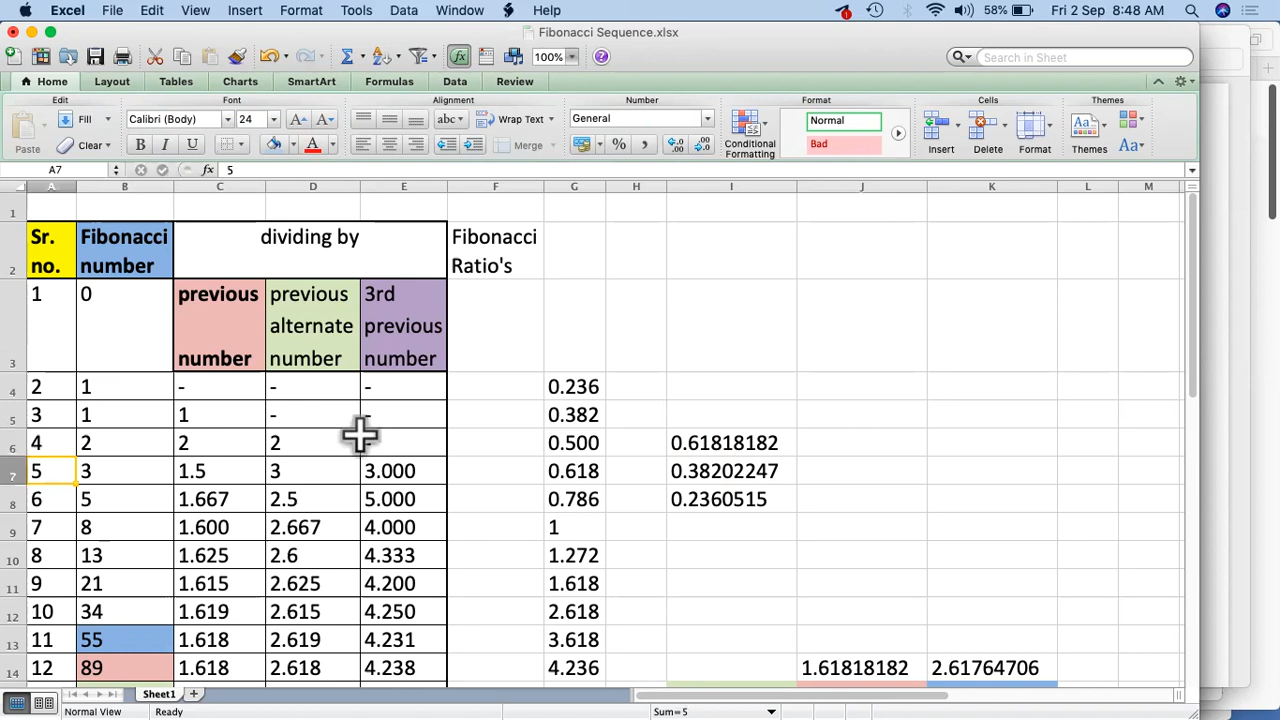 Excel File Edit View Insert Format Tools Data Window Help 58% Fri 2 Sep 8:48 AM
Fibonacci Sequence.xlsx
100% Search in Sheet
Home Layout Tables Charts SmartArt Formulas Data Review
Edit Font Alignment Number Format Cells Themes
Fill Calibri (Body) 24 abc Wrap Text General Normal
Paste Clear B I U Merge % Conditional Formatting Bad Insert Delete Format Themes Aa
A7 fx 5
A B C D E F G H I J K L M
1
2 Sr. no. Fibonacci number dividing by Fibonacci Ratio's
3 1 0 previous number previous alternate number 3rd previous number
4 2 1 - - - 0.236
5 3 1 1 - - 0.382
6 4 2 2 2 - 0.500 0.61818182
7 5 3 1.5 3 3.000 0.618 0.38202247
8 6 5 1.667 2.5 5.000 0.786 0.2360515
9 7 8 1.600 2.667 4.000 1
10 8 13 1.625 2.6 4.333 1.272
11 9 21 1.615 2.625 4.200 1.618
12 10 34 1.619 2.615 4.250 2.618
13 11 55 1.618 2.619 4.231 3.618
14 12 89 1.618 2.618 4.238 4.236 1.61818182 2.61764706
Sheet1
Normal View Ready Sum=5